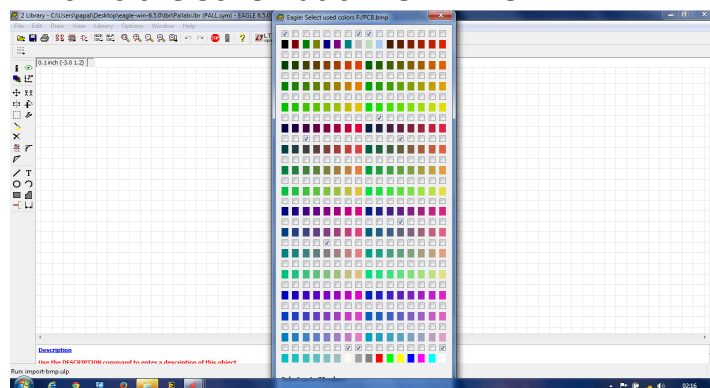 2 Library - C:\Users\papai\Desktop\eagle-win-6.5.0\lbr\Pallabi.lbr (PALL.sym) - EAGLE 6.5.0
Eagle: Select used colors F:/PCB.bmp
File Edit Draw View Library Options Window Help
0.1 inch (-3.0 1.2)
Description
Use the DESCRIPTION command to enter a description of this object
Run: import-bmp.ulp
02:16